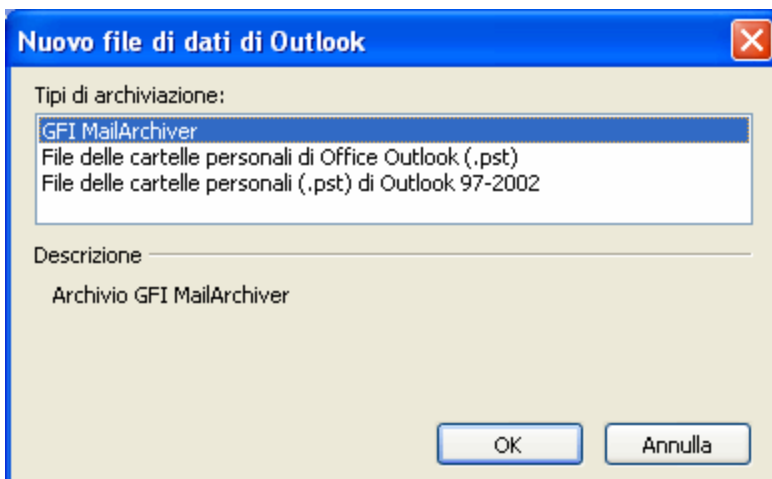 Nuovo file di dati di Outlook
Tipi di archiviazione:
GFI MailArchiver
File delle cartelle personali di Office Outlook (.pst)
File delle cartelle personali (.pst) di Outlook 97-2002
Descrizione
Archivio GFI MailArchiver
OK Annulla